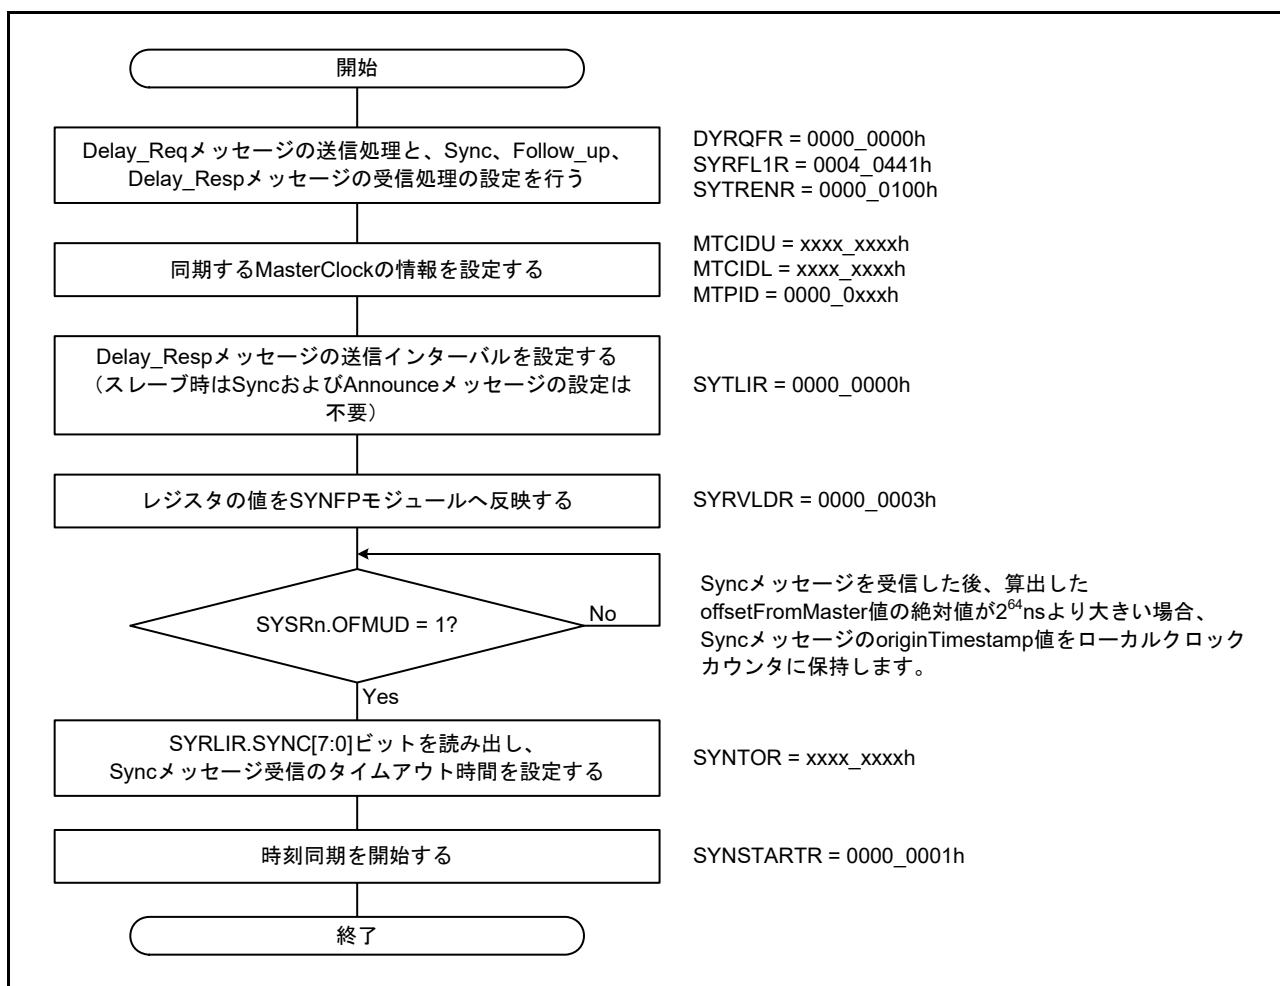 開始
Delay_Reqメッセージの送信処理と、Sync、Follow_up、
Delay_Respメッセージの受信処理の設定を行う
DYRQFR = 0000_0000h
SYRFL1R = 0004_0441h
SYTRENR = 0000_0100h
同期するMasterClockの情報を設定する
MTCIDU = xxxx_xxxxh
MTCIDL = xxxx_xxxxh
MTPID = 0000_0xxxh
Delay_Respメッセージの送信インターバルを設定する
（スレーブ時はSyncおよびAnnounceメッセージの設定は
不要）
SYTLIR = 0000_0000h
レジスタの値をSYNFPモジュールへ反映する
SYRVLDR = 0000_0003h
SYSRn.OFMUD = 1?
No
Yes
Syncメッセージを受信した後、算出した
offsetFromMaster値の絶対値が2⁶⁴nsより大きい場合、
SyncメッセージのoriginTimestamp値をローカルクロック
カウンタに保持します。
SYRLIR.SYNC[7:0]ビットを読み出し、
Syncメッセージ受信のタイムアウト時間を設定する
SYNTOR = xxxx_xxxxh
時刻同期を開始する
SYNSTARTR = 0000_0001h
終了